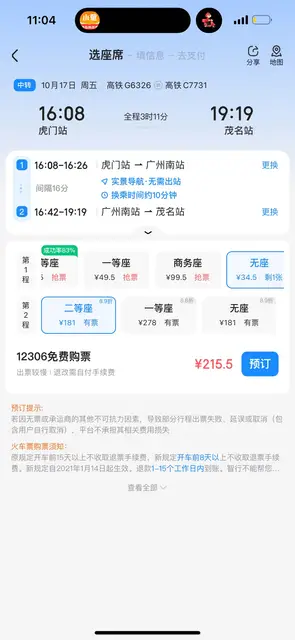 11:04
选座席 - 填信息 - 去支付
分享
地图
中转 10月17日 周五 高铁G6326 高铁C7731
16:08 全程3时11分 19:19
虎门站 茂名站
1 16:08-16:26 虎门站 → 广州南站 更换
间隔16分 实景导航·无需出站
换乘时间约10分钟
2 16:42-19:19 广州南站 → 茂名站 更换
成功率83%
第1程
等座 一等座 商务座 无座
.5 抢票 ¥49.5 抢票 ¥99.5 抢票 ¥34.5 剩1张
第2程
8.9折 8.8折 8.9折
二等座 一等座 无座
¥181 有票 ¥278 有票 ¥181 有票
12306免费购票 ¥215.5 预订
出票较慢 | 退改需自付手续费
预订提示:
若因无票或承运商的其他不可抗力因素，导致部分行程出票失败、延误或取消（包
含用户自行取消），平台不承担其相关费用损失
火车票购票须知:
原规定开车前15天以上不收取退票手续费，新规定开车前8天以上不收取退票手续
费。新规定自2021年1月14日起生效。退款1-15个工作日内到账。智行不能帮您...
查看全部